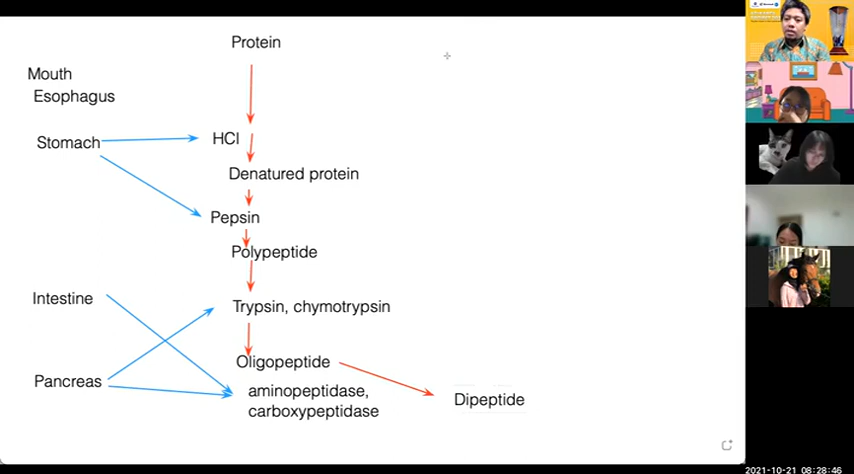 Protein
Mouth
Esophagus
Stomach
HCl
Denatured protein
Pepsin
Polypeptide
Intestine
Trypsin, chymotrypsin
Oligopeptide
Pancreas
aminopeptidase,
carboxypeptidase
Dipeptide
2021-10-21 08:28:46